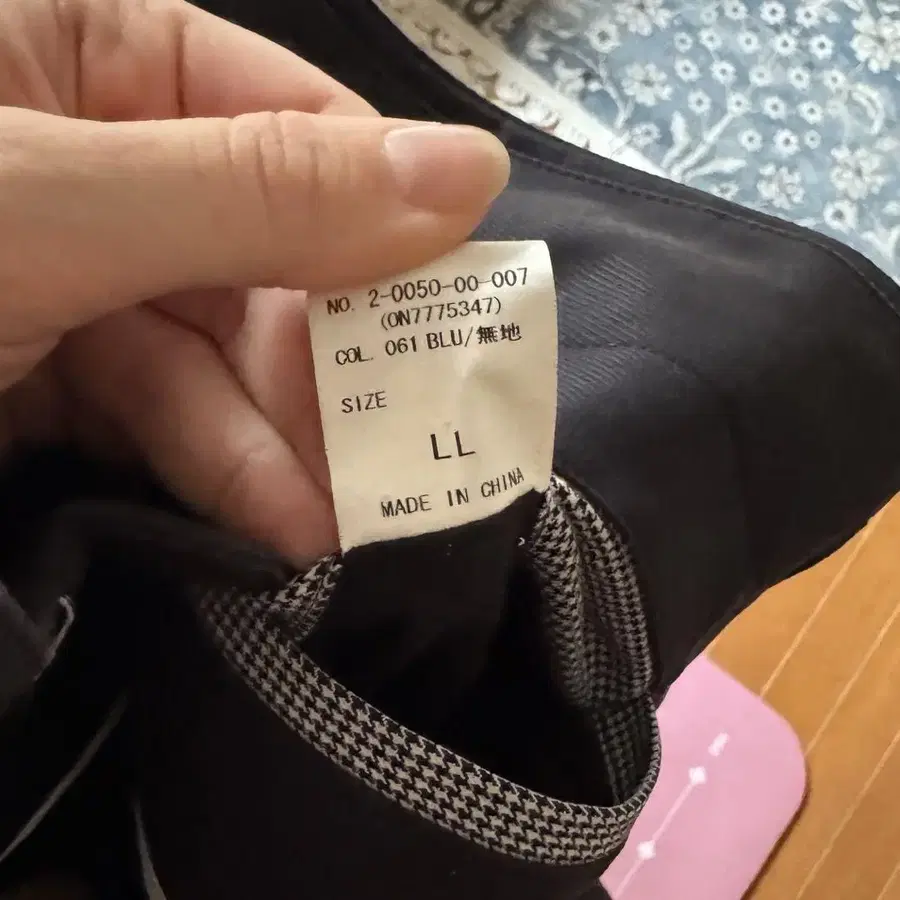 NO. 2-0050-00-007
(ON7775347)
COL. 061 BLU/無地
SIZE
LL
MADE IN CHINA